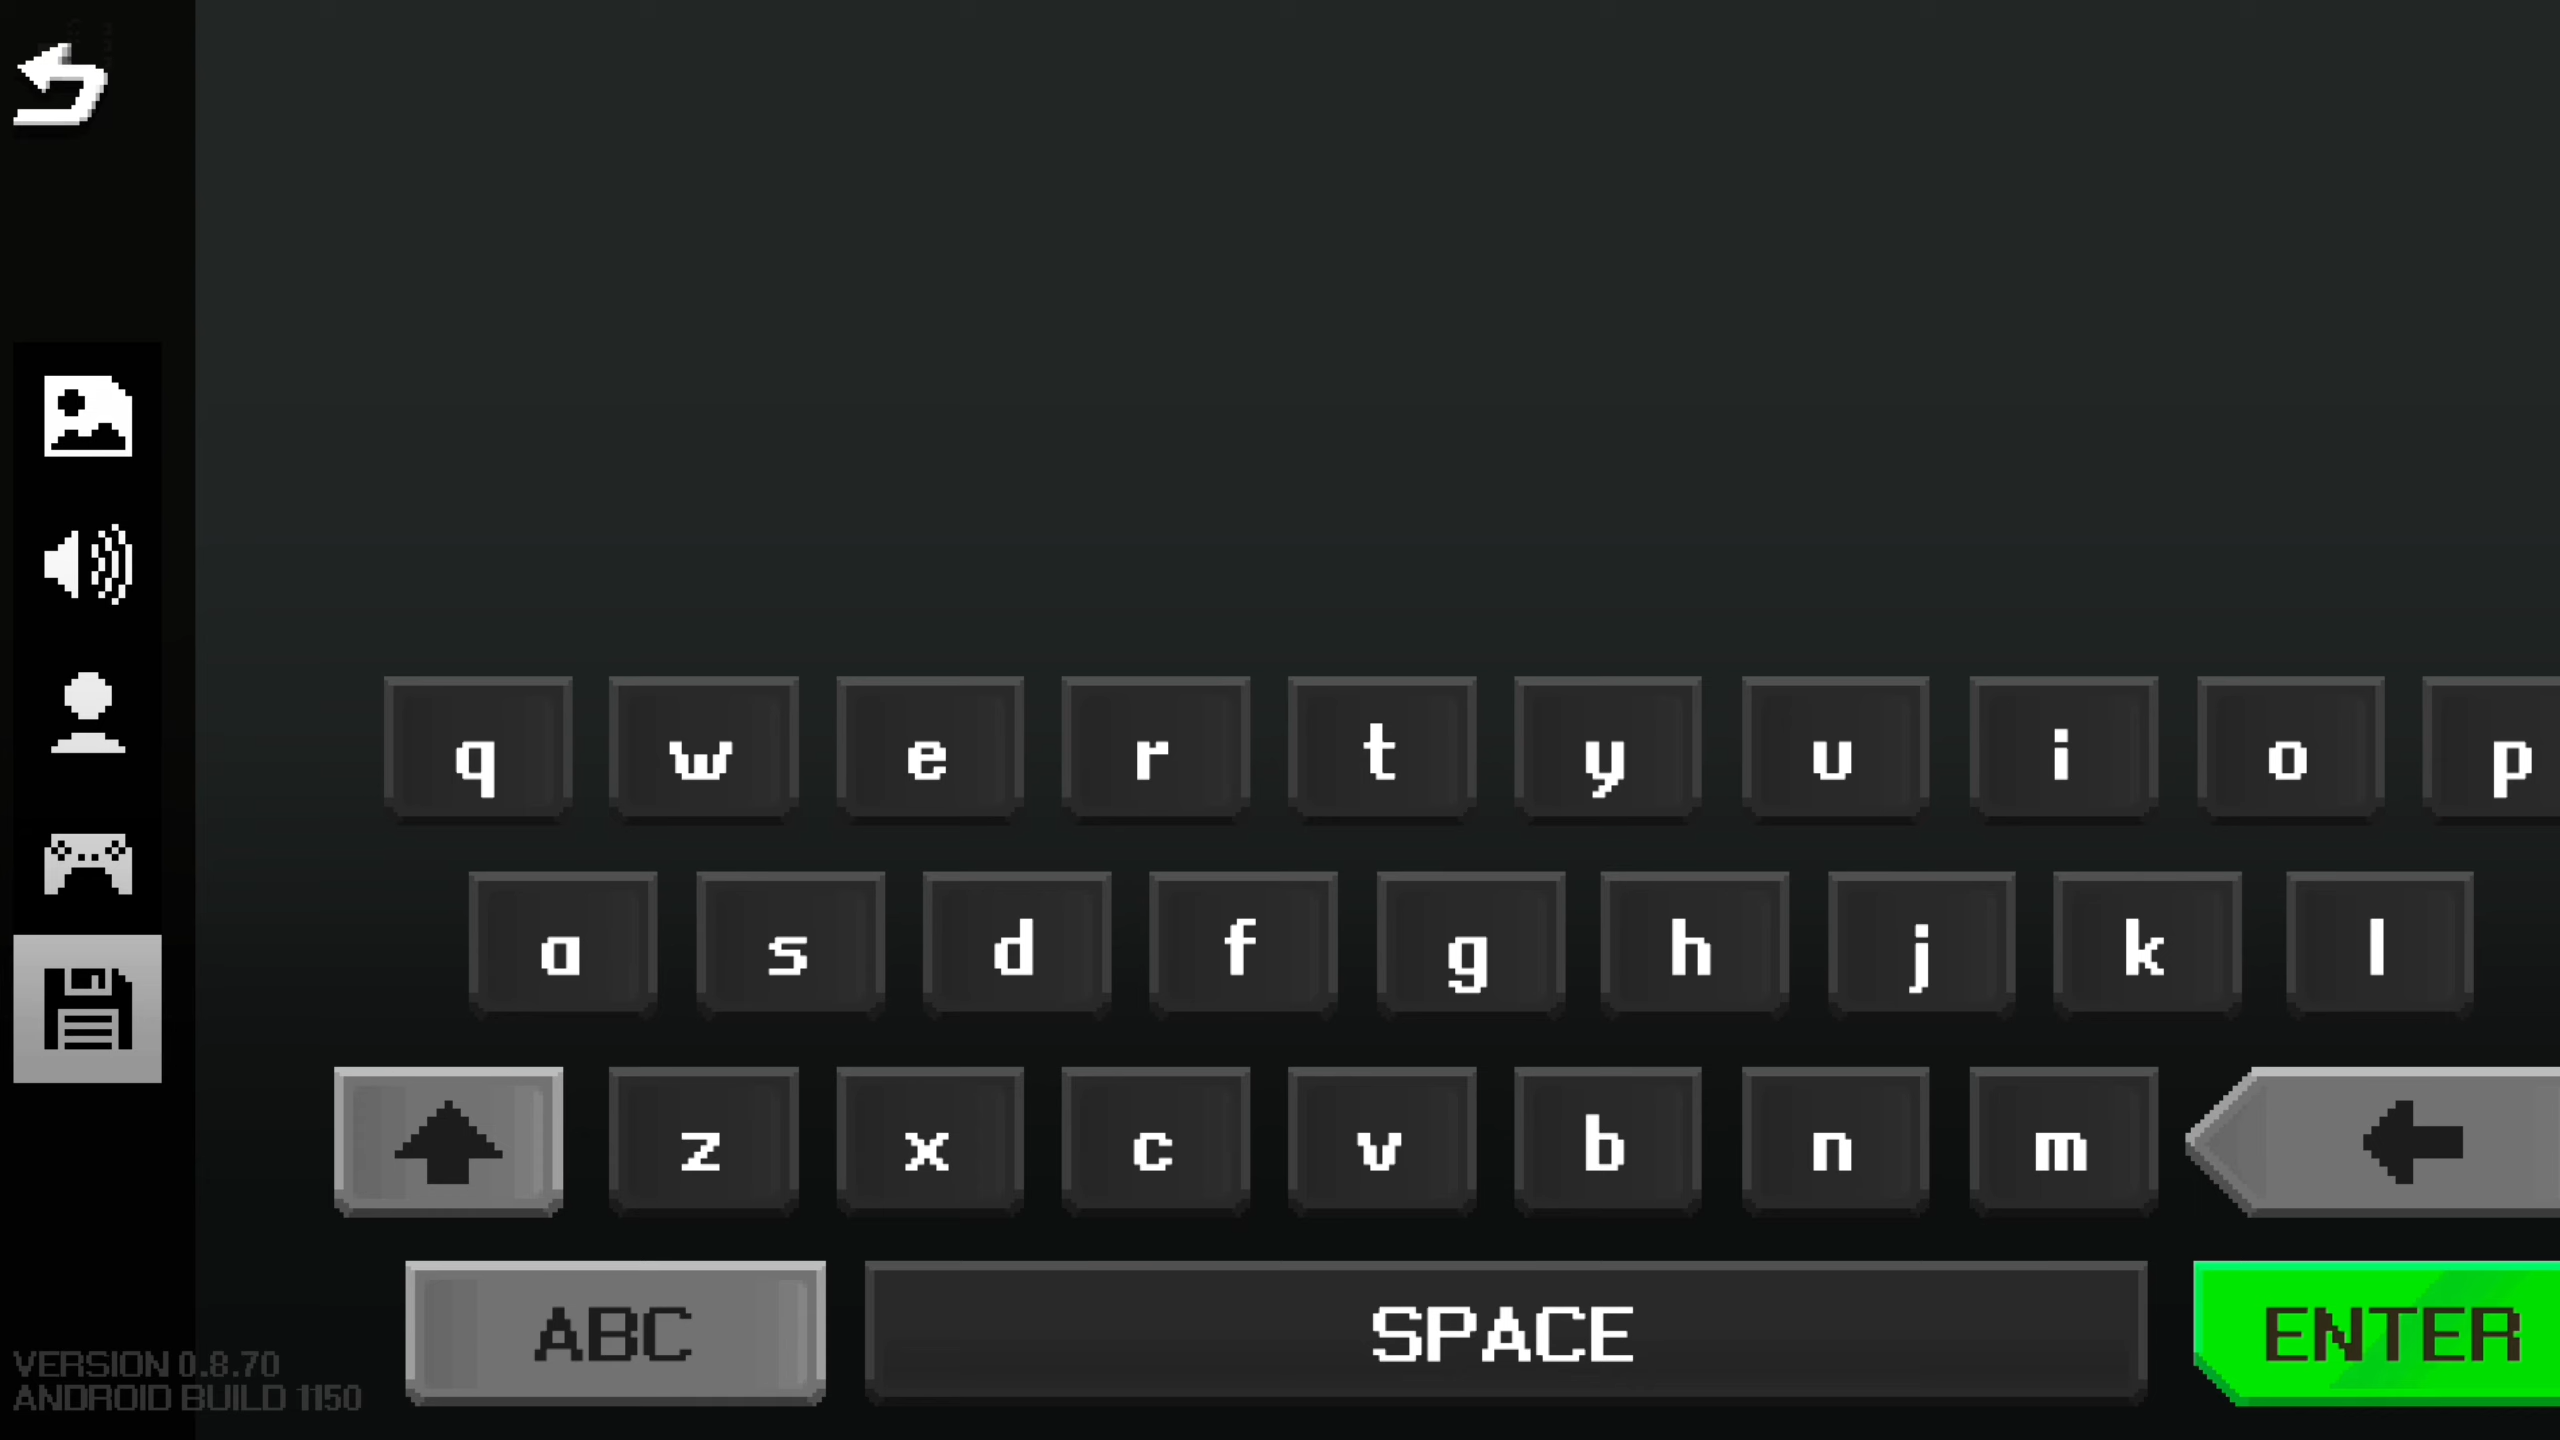 q w e r t y u i o p
a s d f g h j k l
z x c v b n m
ABC SPACE ENTER
VERSION 0.8.70
ANDROID BUILD 1150